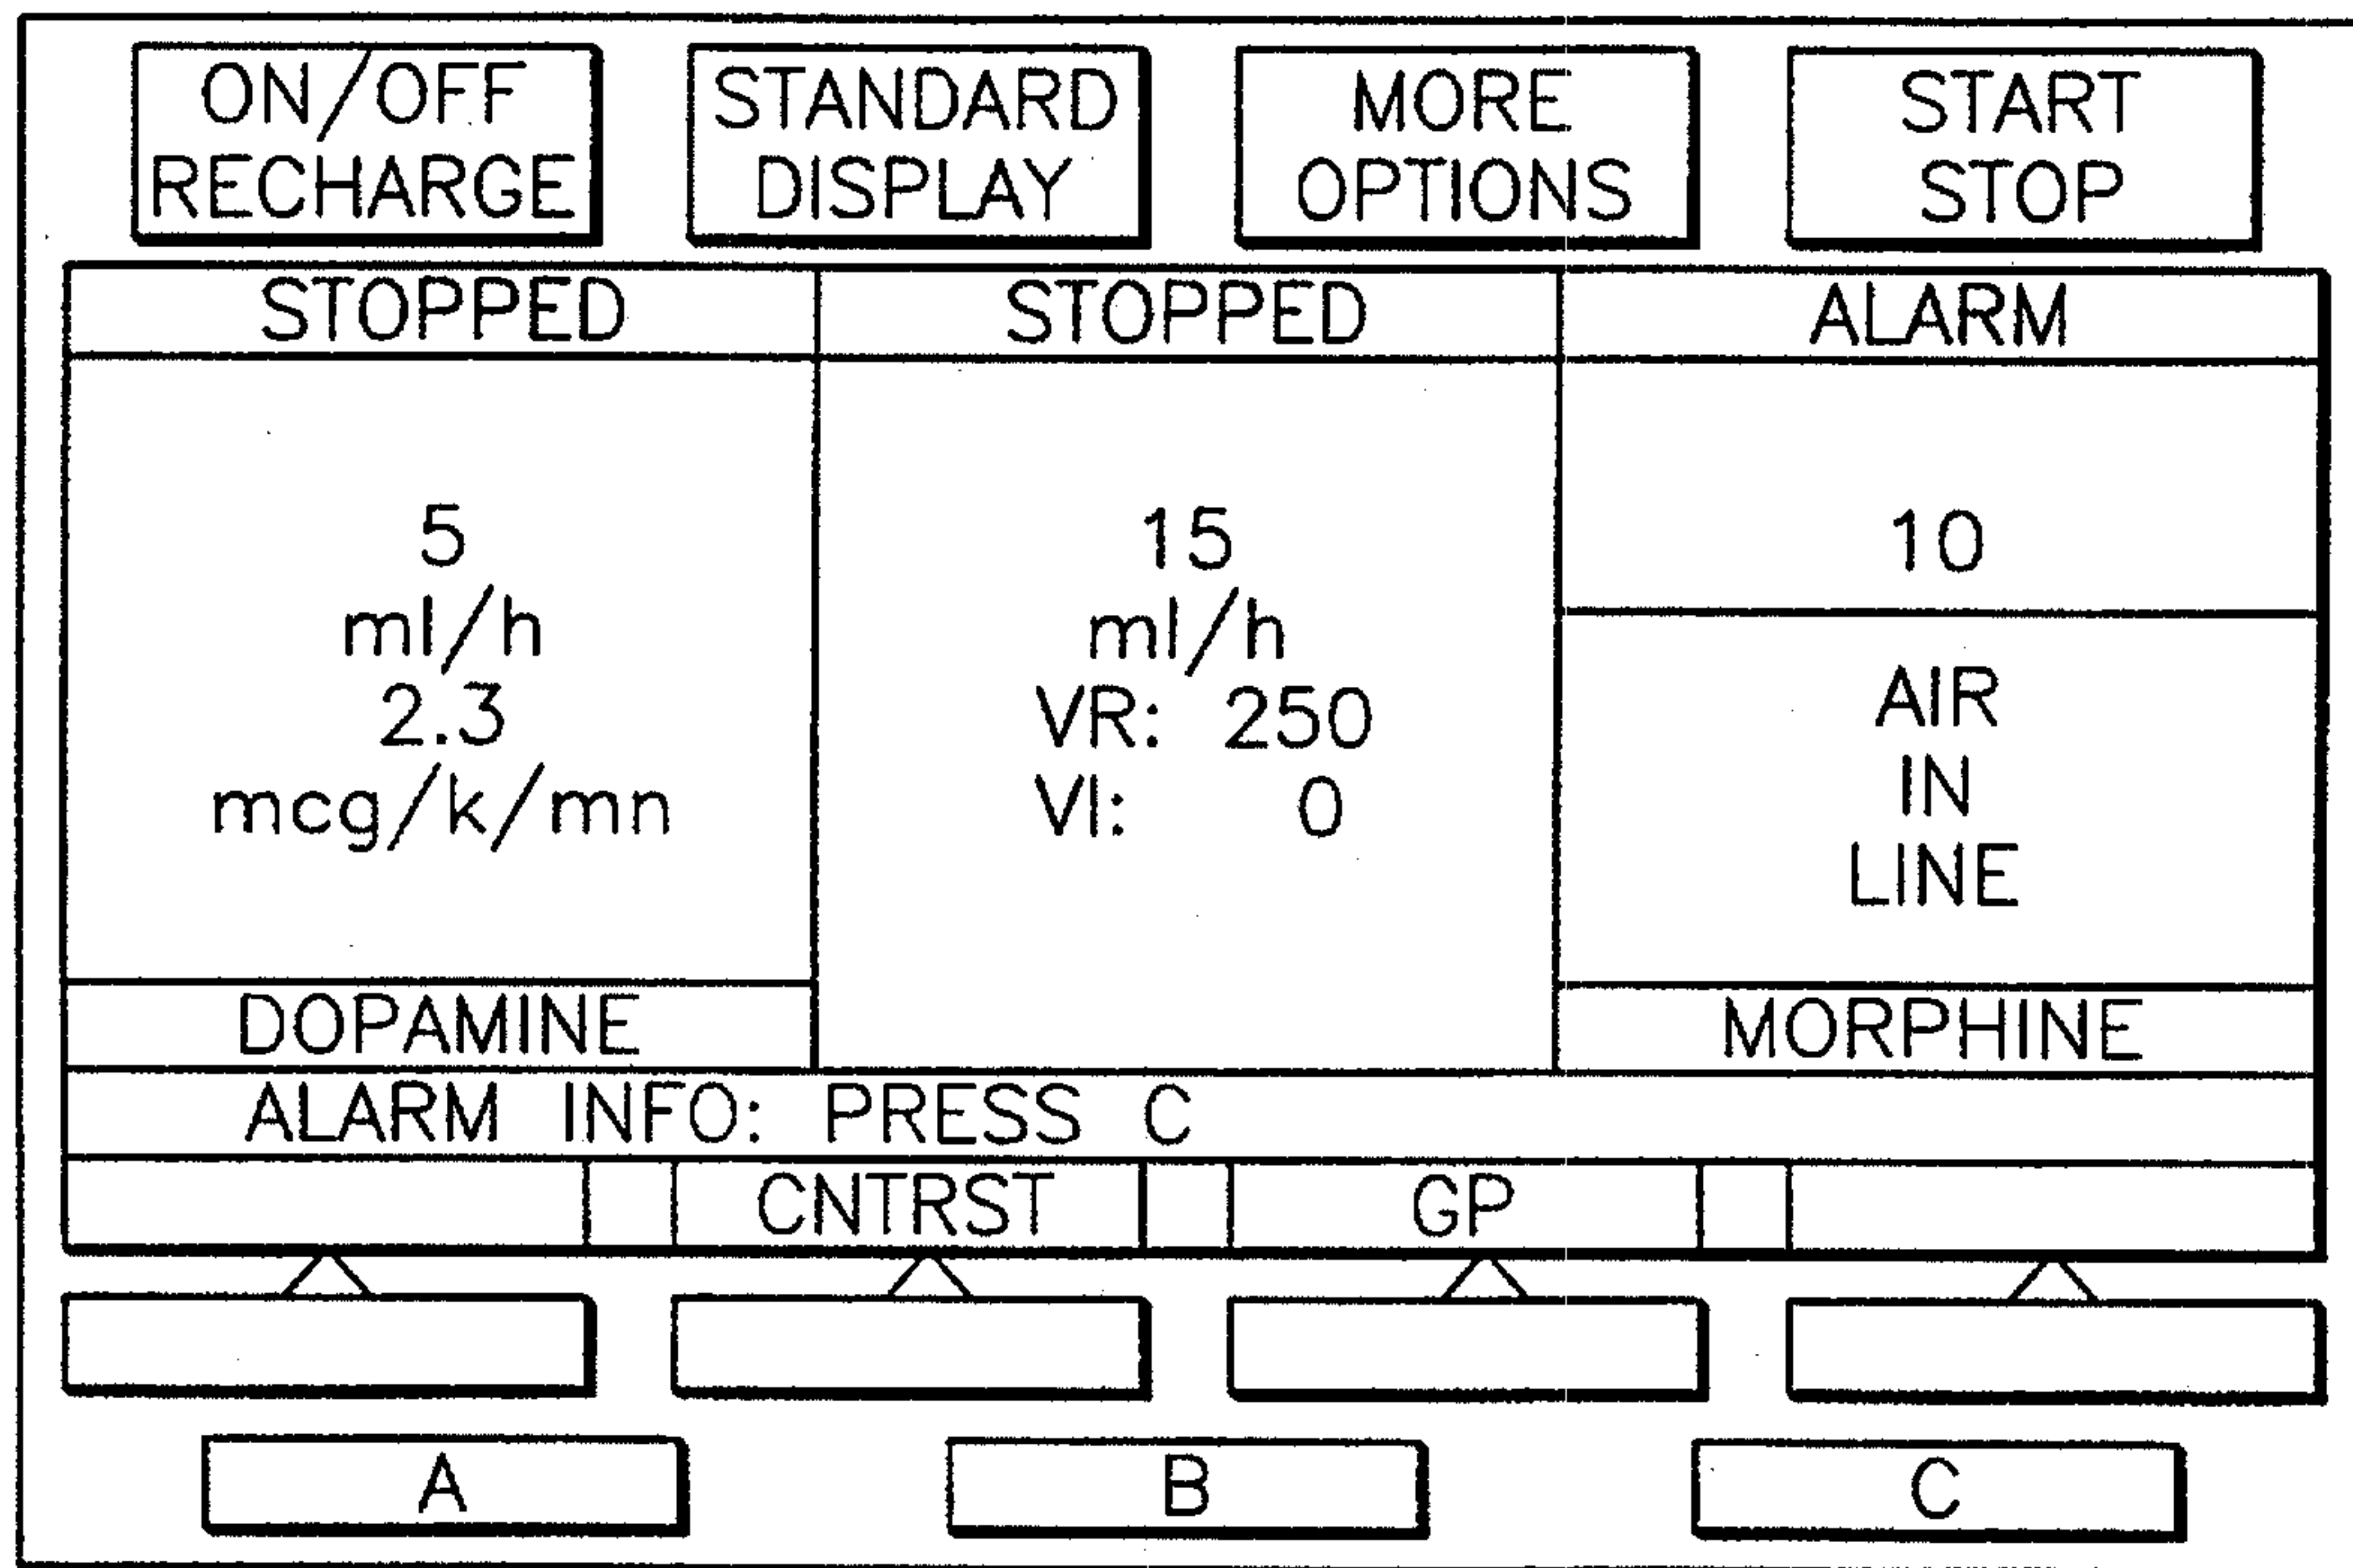 ON/OFF
RECHARGE
STANDARD
DISPLAY
MORE
OPTIONS
START
STOP
STOPPED
STOPPED
ALARM
5
ml/h
2.3
mcg/k/mn
DOPAMINE
15
ml/h
VR: 250
VI: 0
10
AIR
IN
LINE
MORPHINE
ALARM INFO: PRESS C
CNTRST
GP
A
B
C